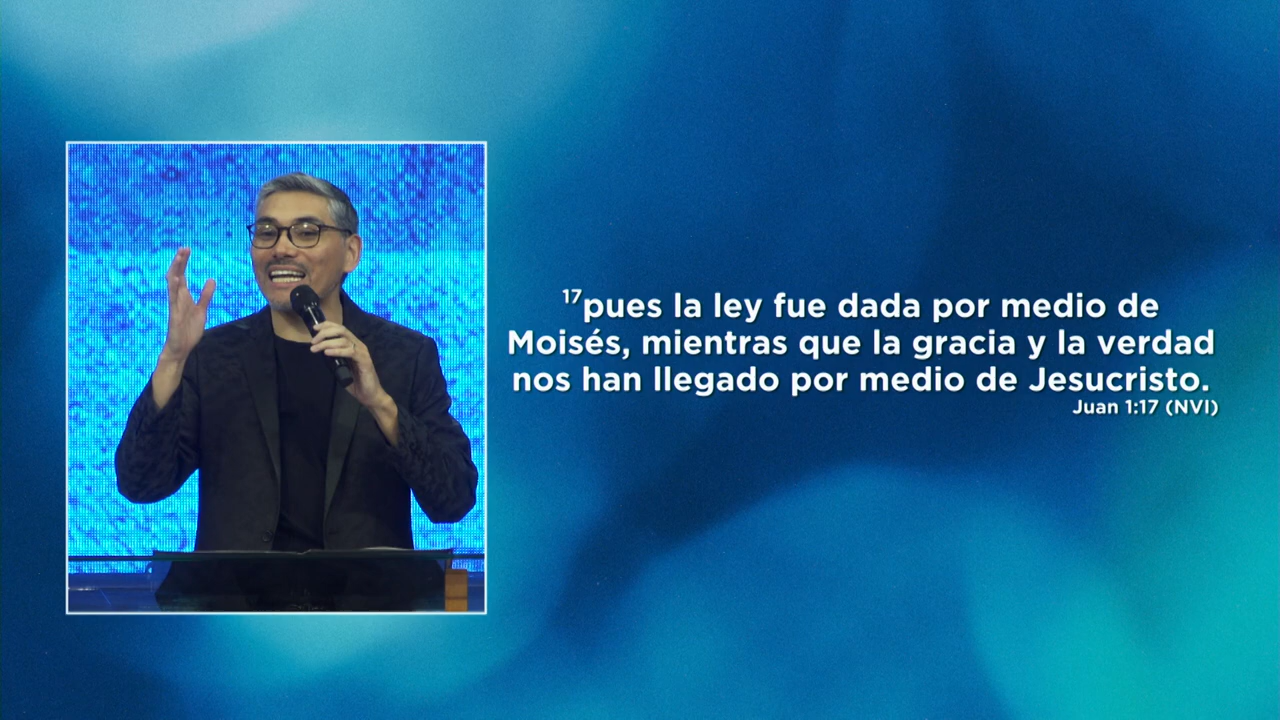 17pues la ley fue dada por medio de
Moisés, mientras que la gracia y la verdad
nos han llegado por medio de Jesucristo.
Juan 1:17 (NVI)